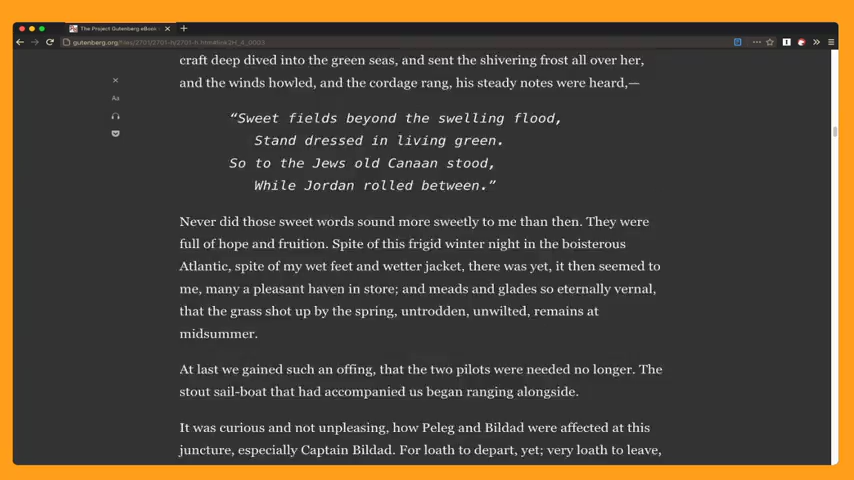 The Project Gutenberg eBook
gutenberg.org/files/2701/2701-h/2701-h.htm#link2H_4_0003
craft deep dived into the green seas, and sent the shivering frost all over her,
and the winds howled, and the cordage rang, his steady notes were heard,—
“Sweet fields beyond the swelling flood,
Stand dressed in living green.
So to the Jews old Canaan stood,
While Jordan rolled between.”
Never did those sweet words sound more sweetly to me than then. They were
full of hope and fruition. Spite of this frigid winter night in the boisterous
Atlantic, spite of my wet feet and wetter jacket, there was yet, it then seemed to
me, many a pleasant haven in store; and meads and glades so eternally vernal,
that the grass shot up by the spring, untrodden, unwilted, remains at
midsummer.
At last we gained such an offing, that the two pilots were needed no longer. The
stout sail-boat that had accompanied us began ranging alongside.
It was curious and not unpleasing, how Peleg and Bildad were affected at this
juncture, especially Captain Bildad. For loath to depart, yet; very loath to leave,
Aa